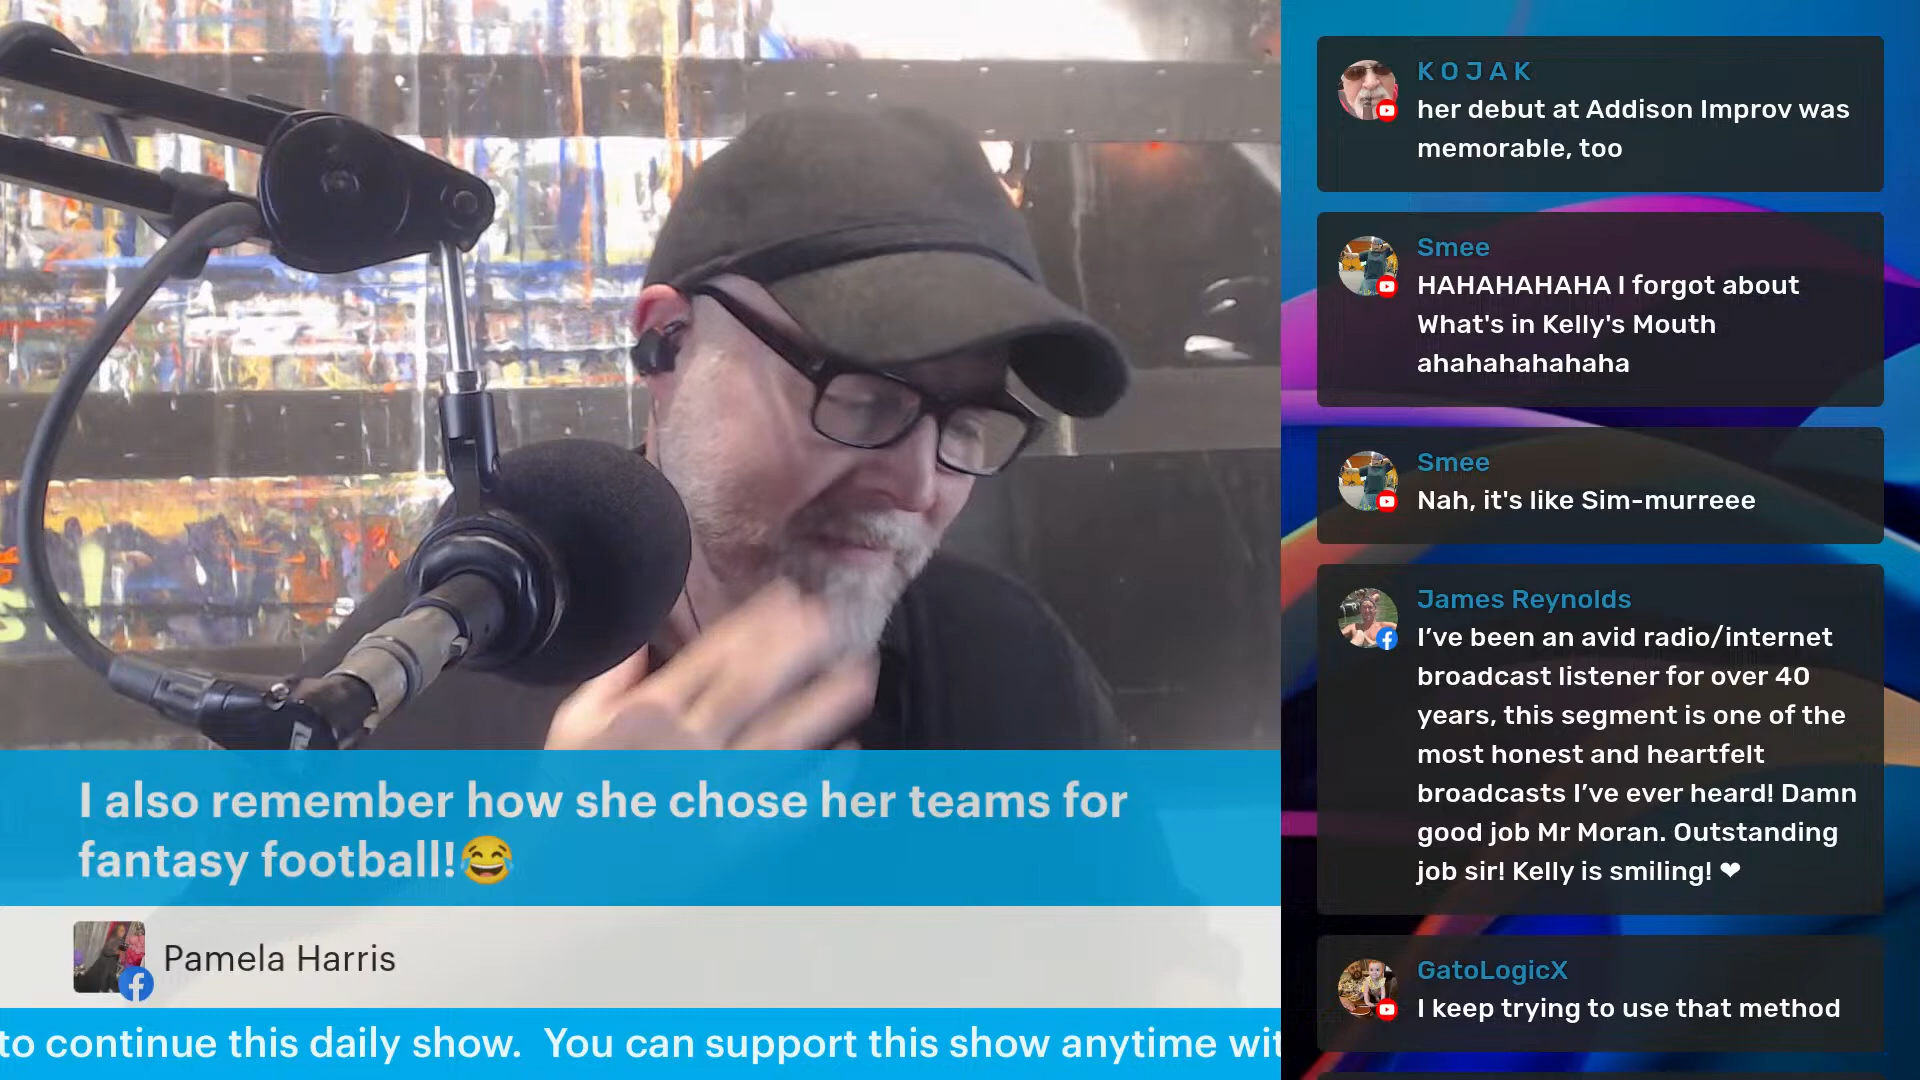 I also remember how she chose her teams for
fantasy football!😂
Pamela Harris
to continue this daily show. You can support this show anytime wit
K O J A K
her debut at Addison Improv was
memorable, too
Smee
HAHAHAHAHA I forgot about
What's in Kelly's Mouth
ahahahahahaha
Smee
Nah, it's like Sim-murreee
James Reynolds
I’ve been an avid radio/internet
broadcast listener for over 40
years, this segment is one of the
most honest and heartfelt
broadcasts I’ve ever heard! Damn
good job Mr Moran. Outstanding
job sir! Kelly is smiling! ❤
GatoLogicX
I keep trying to use that method